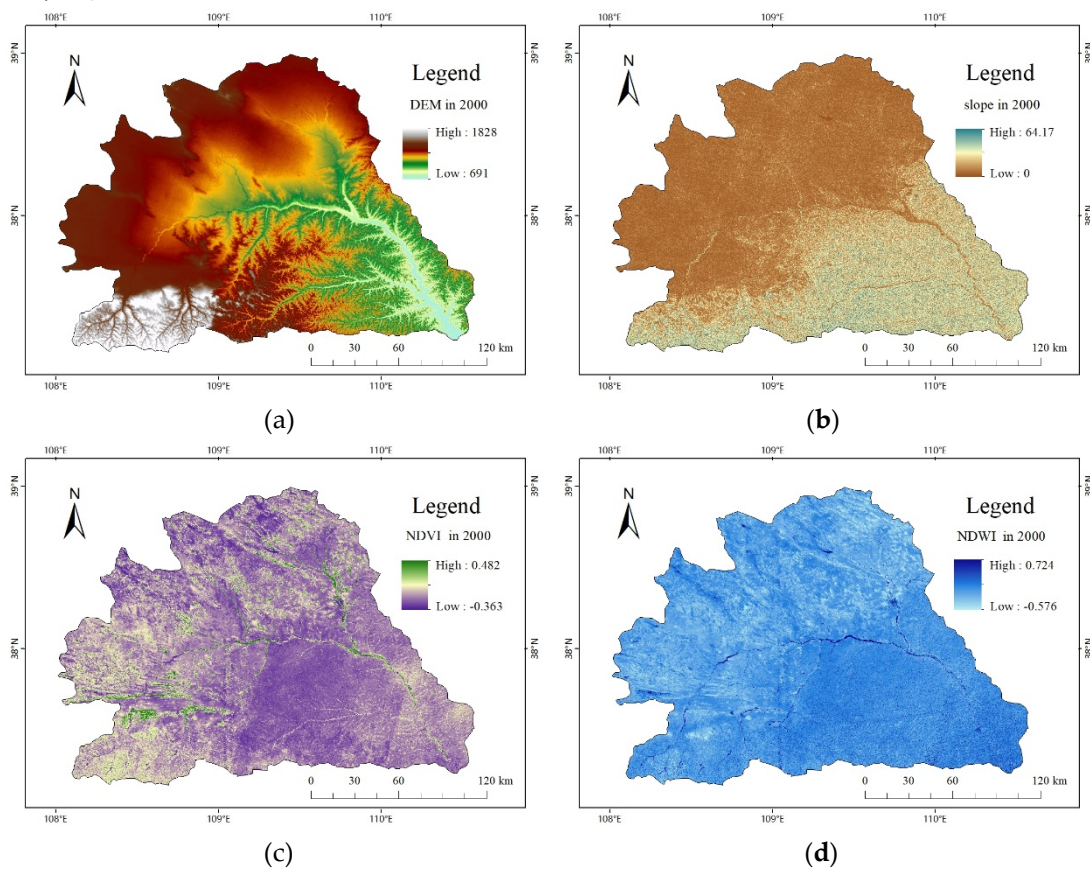 108°E 109°E 110°E
39°N
38°N
N
Legend
DEM in 2000
High : 1828
Low : 691
0 30 60 120 km
108°E 109°E 110°E
(a)
108°E 109°E 110°E
39°N
38°N
N
Legend
slope in 2000
High : 64.17
Low : 0
0 30 60 120 km
108°E 109°E 110°E
(b)
108°E 109°E 110°E
39°N
38°N
N
Legend
NDVI in 2000
High : 0.482
Low : -0.363
0 30 60 120 km
108°E 109°E 110°E
(c)
108°E 109°E 110°E
39°N
38°N
N
Legend
NDWI in 2000
High : 0.724
Low : -0.576
0 30 60 120 km
108°E 109°E 110°E
(d)